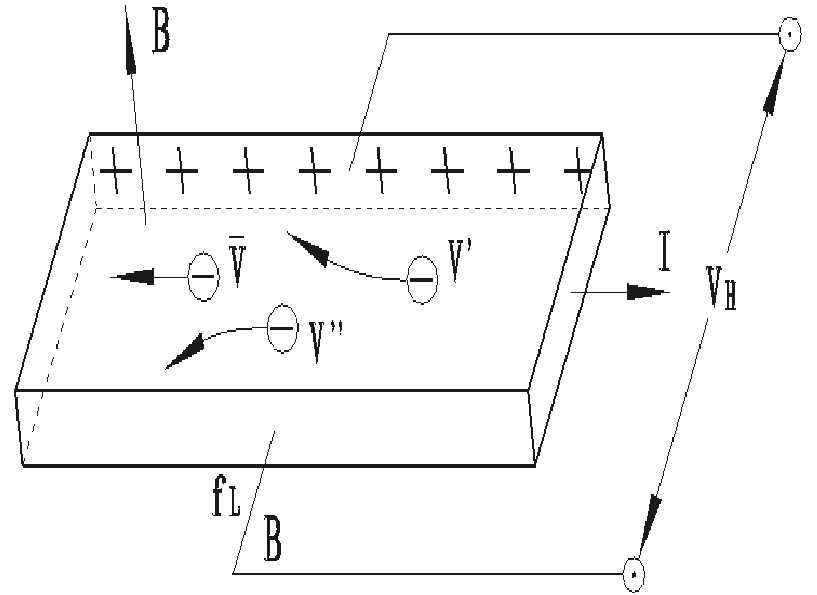 B
+ + + + + + + +
V̄
V'
I
V_H
V''
f_L
B